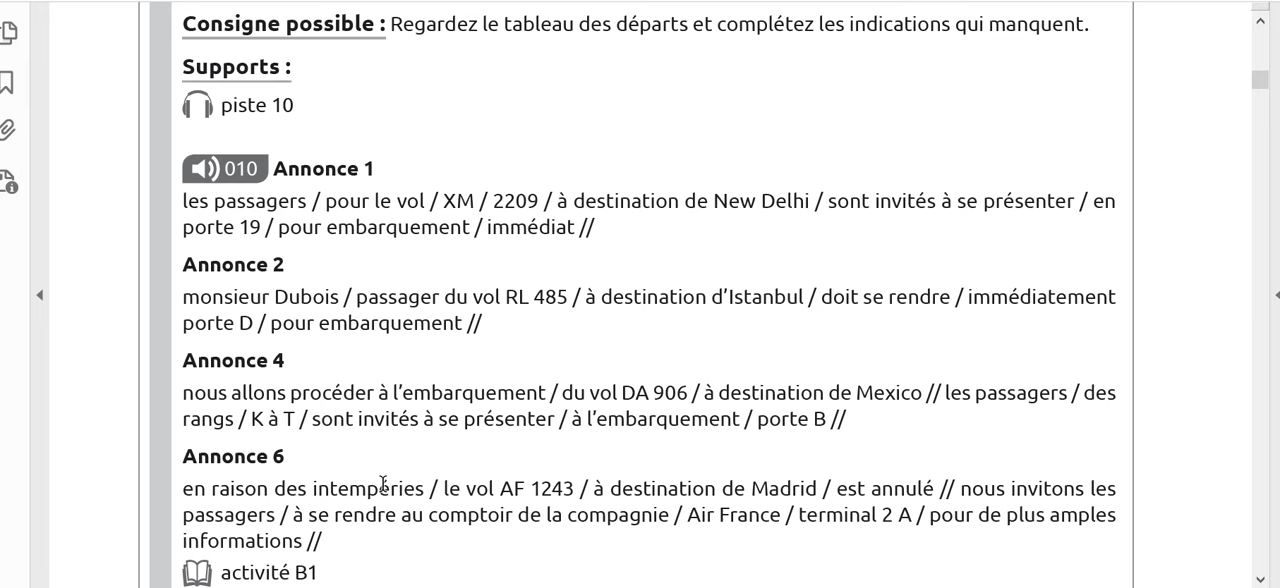 Consigne possible : Regardez le tableau des départs et complétez les indications qui manquent.
Supports :
piste 10
010 Annonce 1
les passagers / pour le vol / XM / 2209 / à destination de New Delhi / sont invités à se présenter / en
porte 19 / pour embarquement / immédiat //
Annonce 2
monsieur Dubois / passager du vol RL 485 / à destination d’Istanbul / doit se rendre / immédiatement
porte D / pour embarquement //
Annonce 4
nous allons procéder à l’embarquement / du vol DA 906 / à destination de Mexico // les passagers / des
rangs / K à T / sont invités à se présenter / à l’embarquement / porte B //
Annonce 6
en raison des intempéries / le vol AF 1243 / à destination de Madrid / est annulé // nous invitons les
passagers / à se rendre au comptoir de la compagnie / Air France / terminal 2 A / pour de plus amples
informations //
activité B1